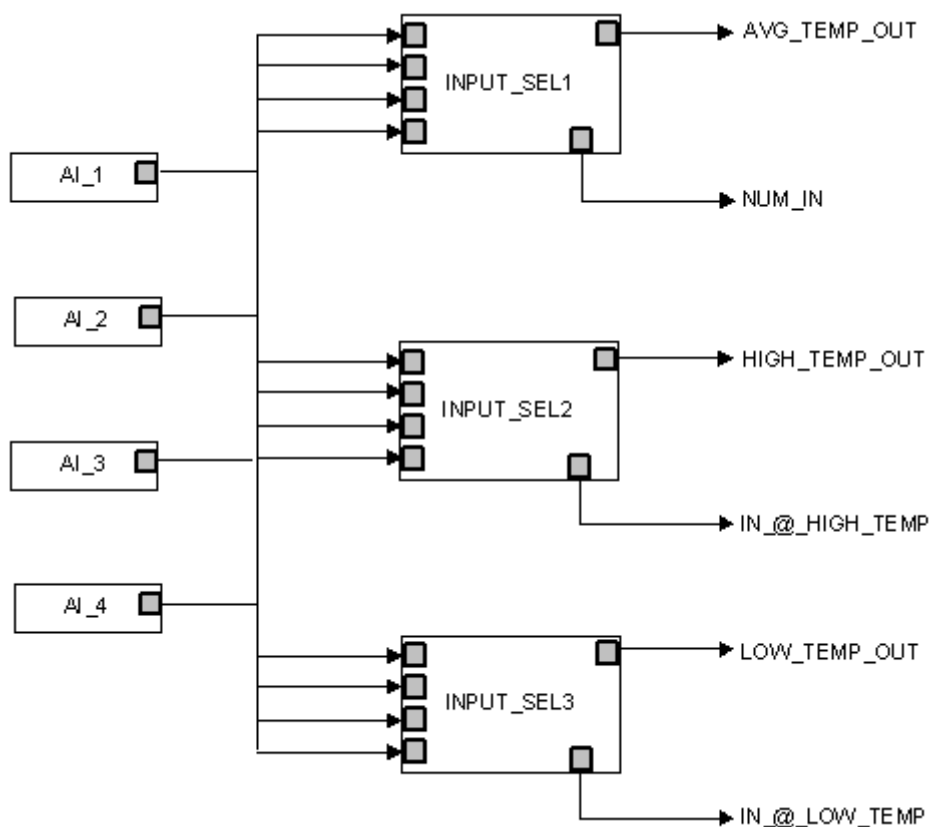 AVG_TEMP_OUT
INPUT_SEL1
AI_1
NUM_IN
AI_2
HIGH_TEMP_OUT
INPUT_SEL2
AI_3
IN_@_HIGH_TEMP
AI_4
LOW_TEMP_OUT
INPUT_SEL3
IN_@_LOW_TEMP